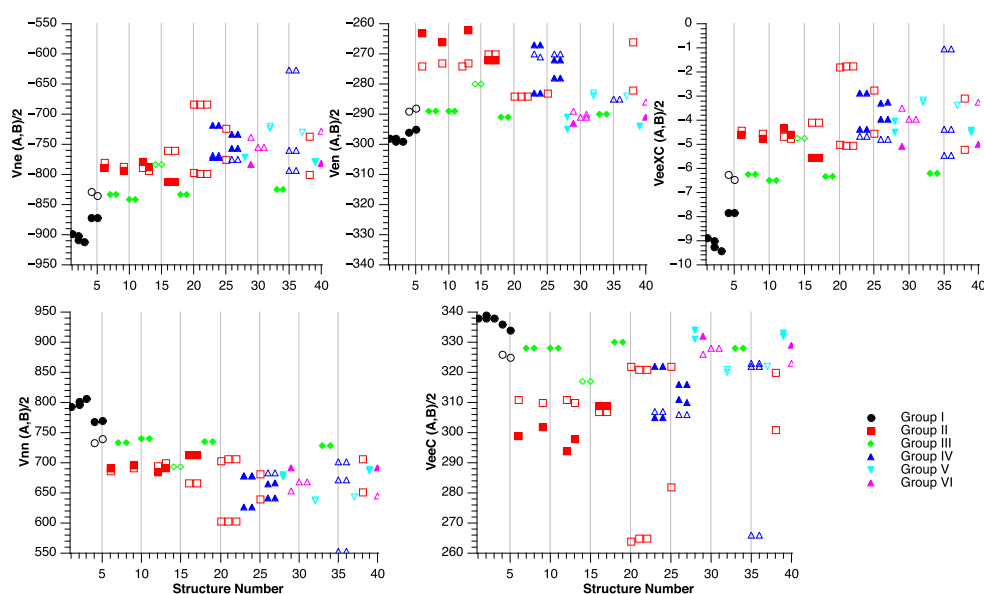 −550
−600
−650
−700
−750
−800
−850
−900
−950
Vne (A,B)/2
5 10 15 20 25 30 35 40
−260
−270
−280
−290
−300
−310
−320
−330
−340
Ven (A,B)/2
5 10 15 20 25 30 35 40
0
−1
−2
−3
−4
−5
−6
−7
−8
−9
−10
VeeXC (A,B)/2
5 10 15 20 25 30 35 40
950
900
850
800
750
700
650
600
550
Vnn (A,B)/2
5 10 15 20 25 30 35 40
Structure Number
340
330
320
310
300
290
280
270
260
VeeC (A,B)/2
5 10 15 20 25 30 35 40
Structure Number
Group I
Group II
Group III
Group IV
Group V
Group VI